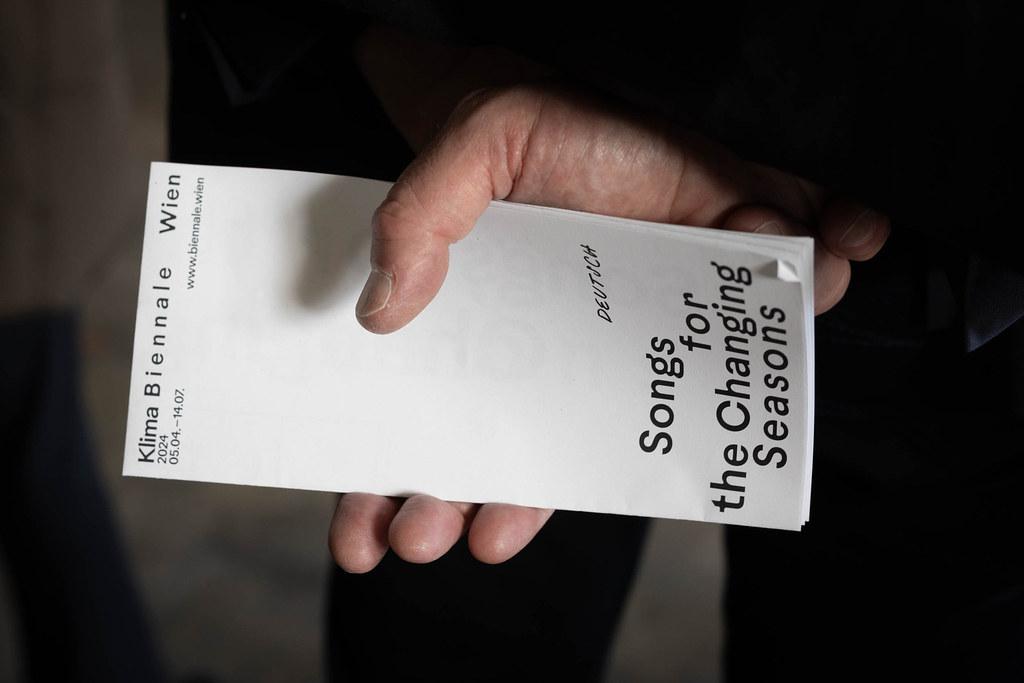 Klima Biennale Wien
2024
05.04.–14.07.
www.biennale.wien
DEUTSCH
Songs
for
the Changing
Seasons